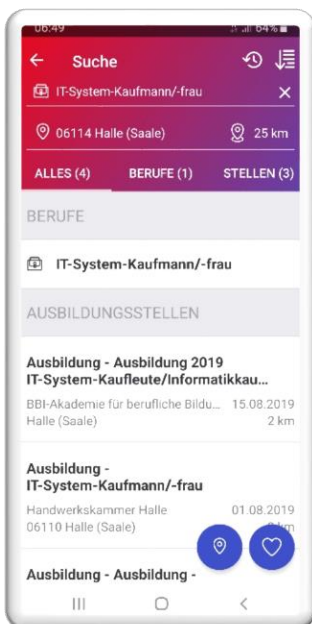 06:49 64%
Suche
IT-System-Kaufmann/-frau
06114 Halle (Saale) 25 km
ALLES (4) BERUFE (1) STELLEN (3)
BERUFE
IT-System-Kaufmann/-frau
AUSBILDUNGSSTELLEN
Ausbildung - Ausbildung 2019
IT-System-Kaufleute/Informatikkau...
BBI-Akademie für berufliche Bildu... 15.08.2019
Halle (Saale) 2 km
Ausbildung -
IT-System-Kaufmann/-frau
Handwerkskammer Halle 01.08.2019
06110 Halle (Saale) km
Ausbildung - Ausbildung -